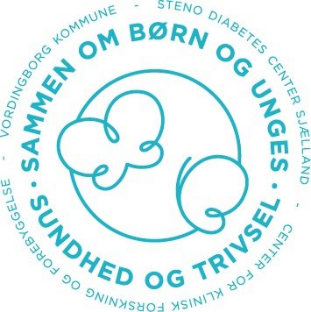 VORDINGBORG KOMMUNE - STENO DIABETES CENTER SJÆLLAND - CENTER FOR KLINISK FORSKNING OG FOREBYGGELSE -
SAMMEN OM BØRN OG UNGES
• SUNDHED OG TRIVSEL •